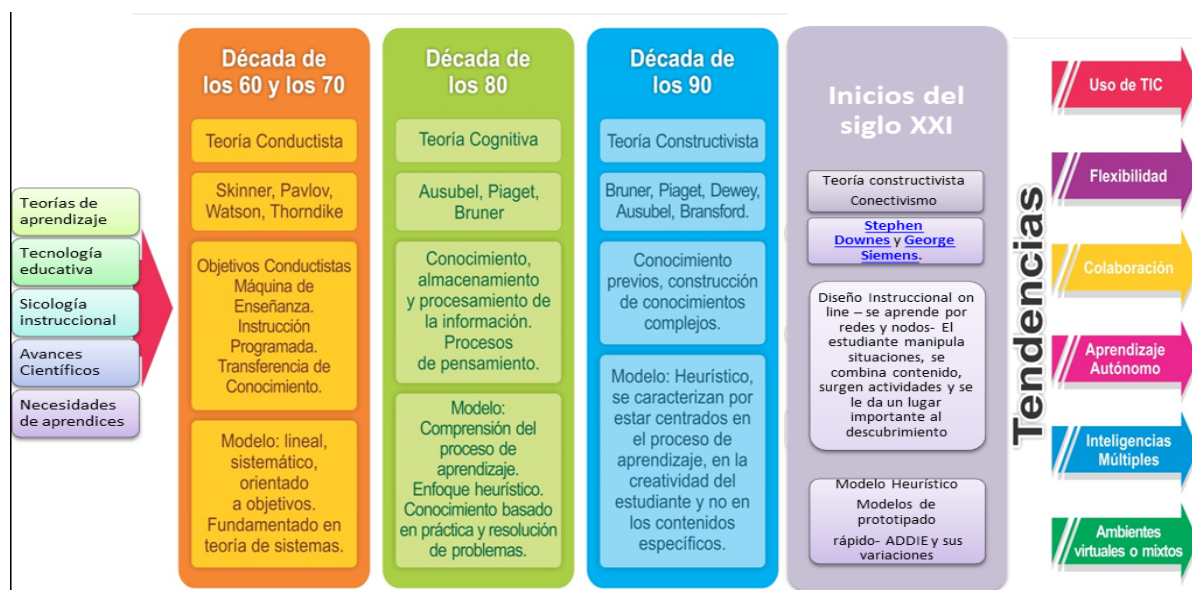 Teorías de
aprendizaje
Tecnología
educativa
Sicología
instruccional
Avances
Científicos
Necesidades
de aprendices
Década de
los 60 y los 70
Teoría Conductista
Skinner, Pavlov,
Watson, Thorndike
Objetivos Conductistas
Máquina de
Enseñanza.
Instrucción
Programada.
Transferencia de
Conocimiento.
Modelo: lineal,
sistemático,
orientado
a objetivos.
Fundamentado en
teoría de sistemas.
Década de
los 80
Teoría Cognitiva
Ausubel, Piaget,
Bruner
Conocimiento,
almacenamiento
y procesamiento de
la información.
Procesos
de pensamiento.
Modelo:
Comprensión del
proceso de
aprendizaje.
Enfoque heurístico.
Conocimiento basado
en práctica y resolución
de problemas.
Década de
los 90
Teoría Constructivista
Bruner, Piaget, Dewey,
Ausubel, Bransford.
Conocimiento
previos, construcción
de conocimientos
complejos.
Modelo: Heurístico,
se caracterizan por
estar centrados en
el proceso de
aprendizaje, en la
creatividad del
estudiante y no en
los contenidos
específicos.
Inicios del
siglo XXI
Teoría constructivista
Conectivismo
Stephen
Downes y George
Siemens.
Diseño Instruccional on
line – se aprende por
redes y nodos- El
estudiante manipula
situaciones, se
combina contenido,
surgen actividades y se
le da un lugar
importante al
descubrimiento
Modelo Heurístico
Modelos de
prototipado
rápido- ADDIE y sus
variaciones
Tendencias
Uso de TIC
Flexibilidad
Colaboración
Aprendizaje
Autónomo
Inteligencias
Múltiples
Ambientes
virtuales o mixtos